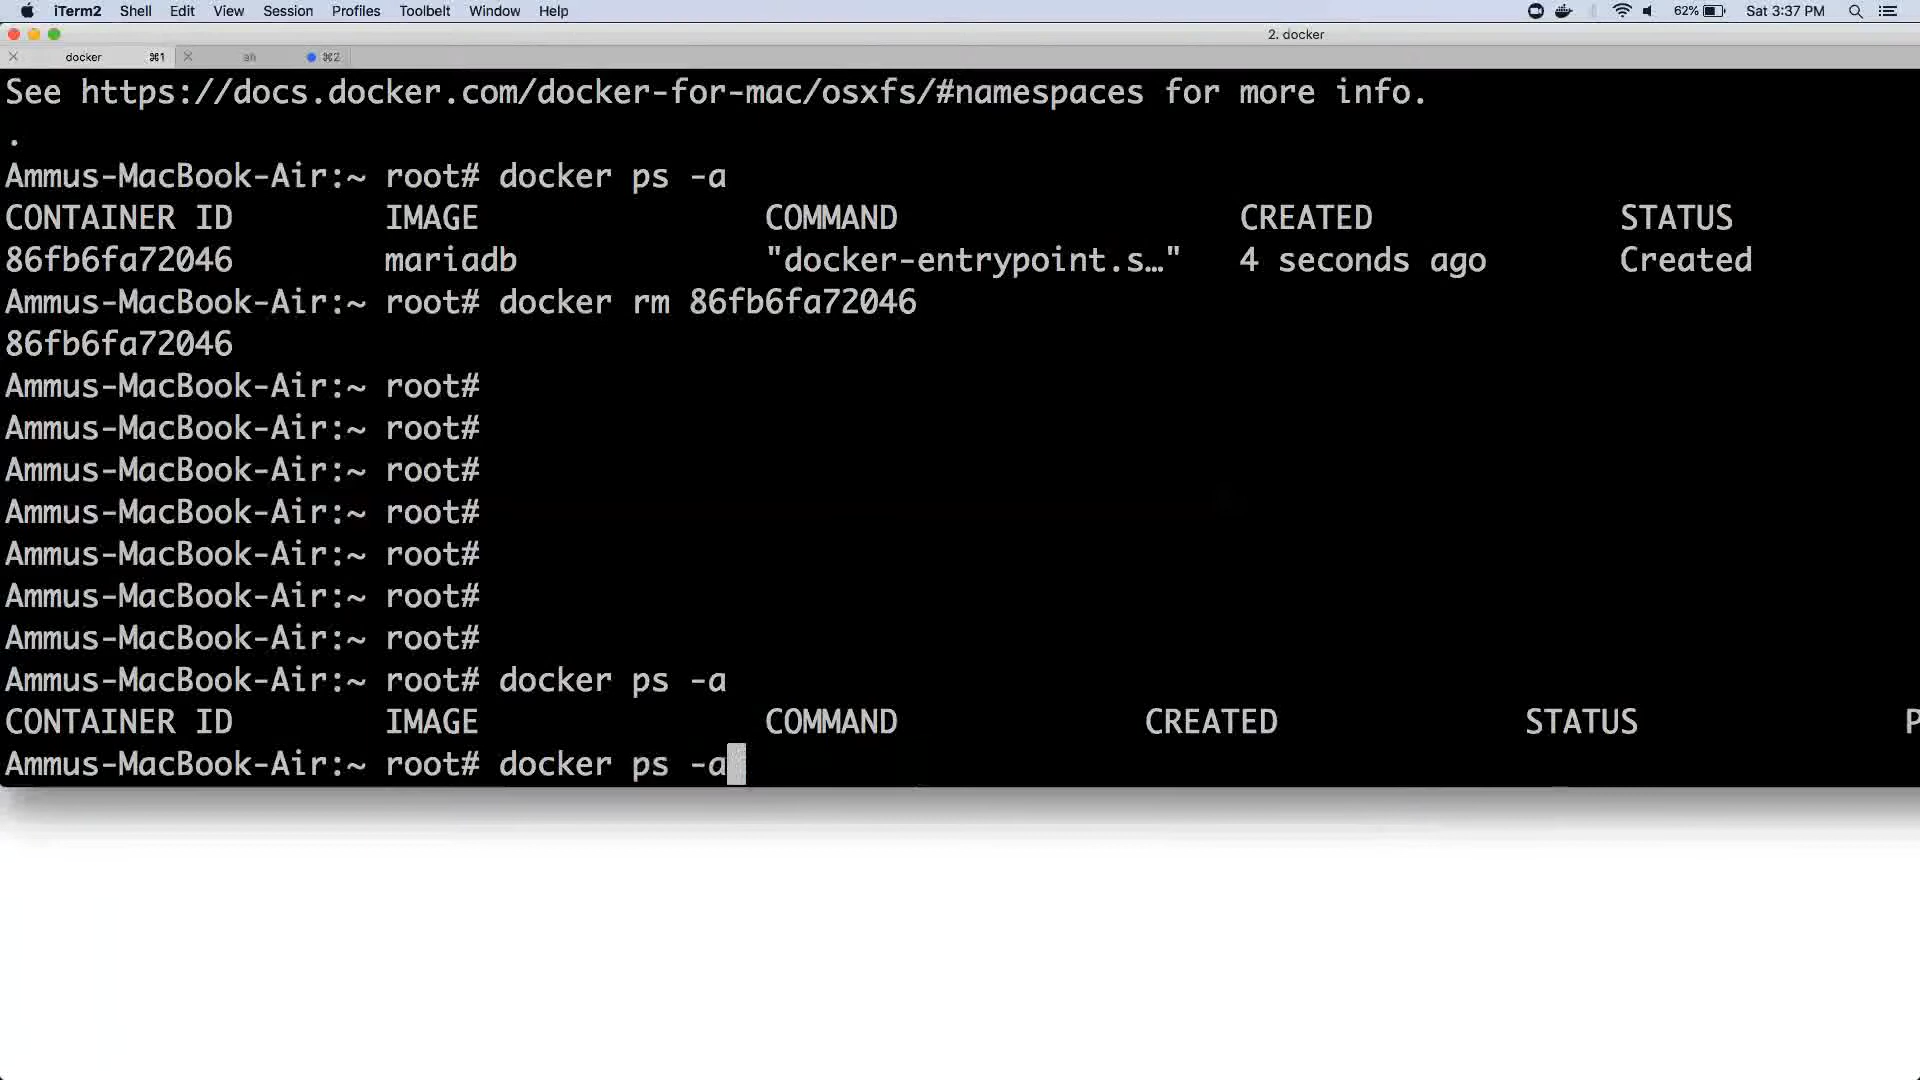 iTerm2 Shell Edit View Session Profiles Toolbelt Window Help 62% Sat 3:37 PM
2. docker
docker ⌘1 ⌘2
See https://docs.docker.com/docker-for-mac/osxfs/#namespaces for more info.
.
Ammus-MacBook-Air:~ root# docker ps -a
CONTAINER ID IMAGE COMMAND CREATED STATUS
86fb6fa72046 mariadb "docker-entrypoint.s…" 4 seconds ago Created
Ammus-MacBook-Air:~ root# docker rm 86fb6fa72046
86fb6fa72046
Ammus-MacBook-Air:~ root#
Ammus-MacBook-Air:~ root#
Ammus-MacBook-Air:~ root#
Ammus-MacBook-Air:~ root#
Ammus-MacBook-Air:~ root#
Ammus-MacBook-Air:~ root#
Ammus-MacBook-Air:~ root#
Ammus-MacBook-Air:~ root# docker ps -a
CONTAINER ID IMAGE COMMAND CREATED STATUS P
Ammus-MacBook-Air:~ root# docker ps -a